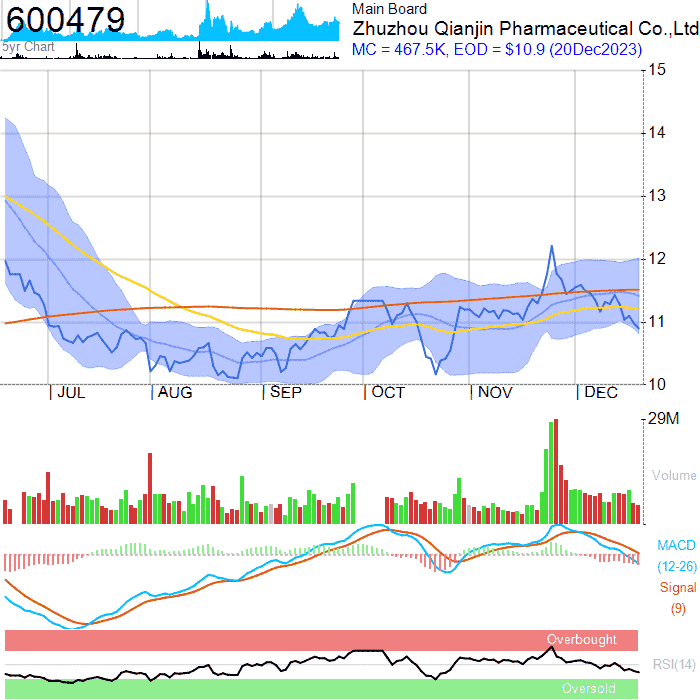 600479
5yr Chart
Main Board
Zhuzhou Qianjin Pharmaceutical Co.,Ltd
MC = 467.5K, EOD = $10.9 (20Dec2023)
15
14
13
12
11
10
JUL AUG SEP OCT NOV DEC
29M
Volume
MACD
(12-26)
Signal
(9)
Overbought
RSI(14)
Oversold